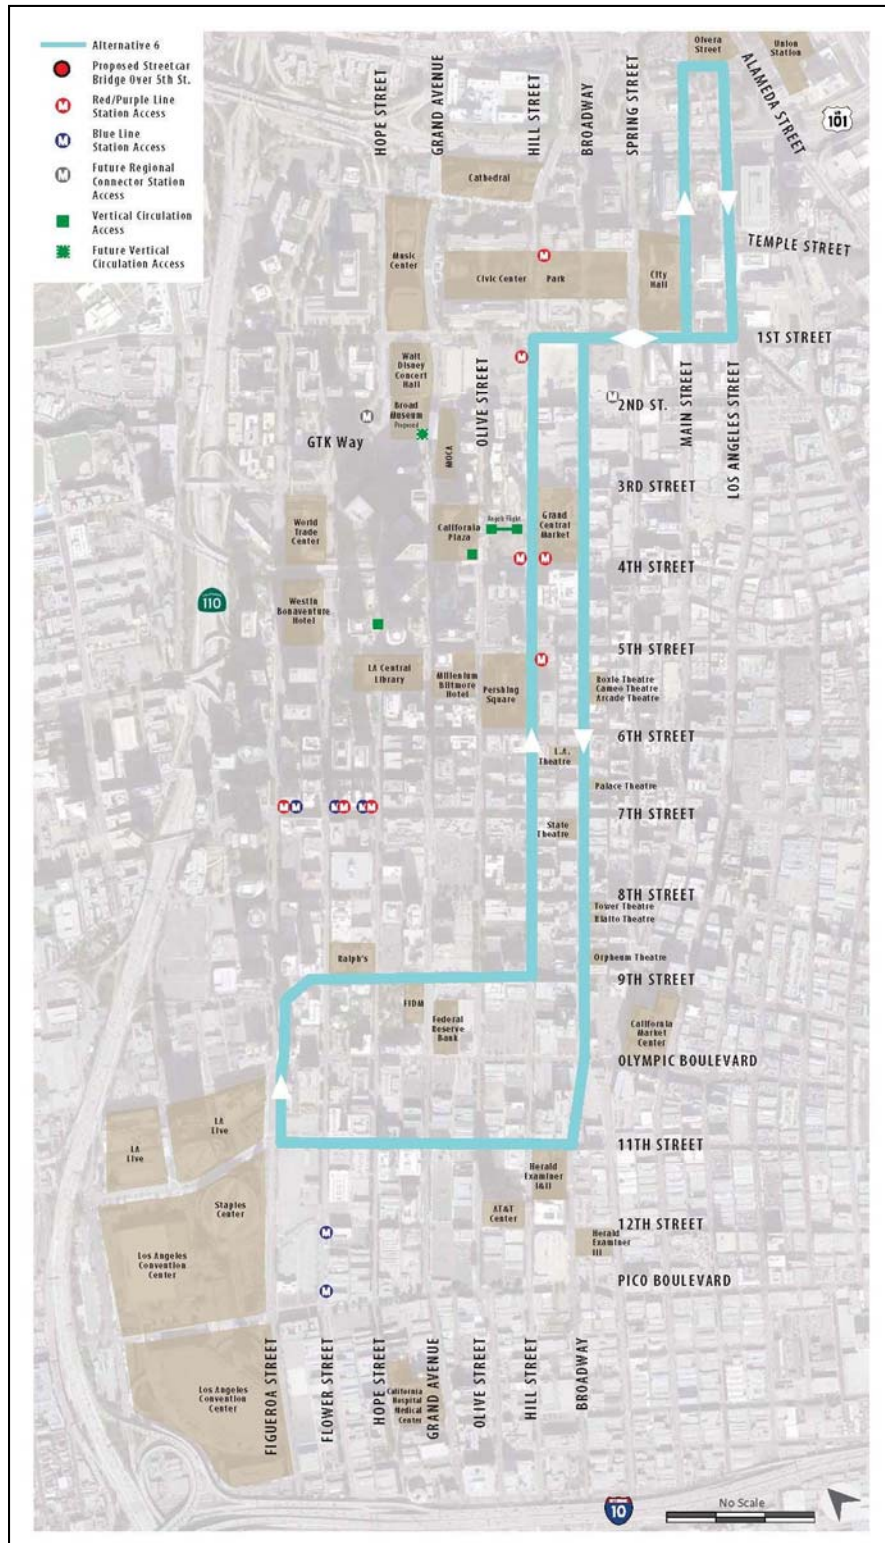 Alternative 6
Proposed Streetcar
Bridge Over 5th St.
Red/Purple Line
Station Access
Blue Line
Station Access
Future Regional
Connector Station
Access
Vertical Circulation
Access
Future Vertical
Circulation Access
M
M
M
HOPE STREET
GRAND AVENUE
HILL STREET
BROADWAY
SPRING STREET
Olvera
Street
Union
Station
ALAMEDA STREET
101
Cathedral
TEMPLE STREET
Music
Center
Civic Center
Park
M
City
Hall
1ST STREET
Walt
Disney
Concert
Hall
Broad
Museum
Proposed
M
M
M
2ND ST.
MAIN STREET
LOS ANGELES STREET
OLIVE STREET
GTK Way
MOCA
3RD STREET
World
Trade
Center
California
Plaza
Angels Flight
Grand
Central
Market
M
M
4TH STREET
110
Westin
Bonaventure
Hotel
5TH STREET
M
LA Central
Library
Millenium
Biltmore
Hotel
Pershing
Square
Roxie Theatre
Cameo Theatre
Arcade Theatre
6TH STREET
L.A.
Theatre
Palace Theatre
M
M
M
M
M
M
7TH STREET
State
Theatre
8TH STREET
Tower Theatre
Rialto Theatre
Orpheum Theatre
Ralph's
9TH STREET
FIDM
Federal
Reserve
Bank
California
Market
Center
OLYMPIC BOULEVARD
LA
Live
LA
Live
11TH STREET
Herald
Examiner
I&II
Staples
Center
AT&T
Center
12TH STREET
Herald
Examiner
III
M
Los Angeles
Convention
Center
M
PICO BOULEVARD
FIGUEROA STREET
FLOWER STREET
HOPE STREET
GRAND AVENUE
OLIVE STREET
HILL STREET
BROADWAY
Los Angeles
Convention
Center
California
Hospital
Medical
Center
10
No Scale